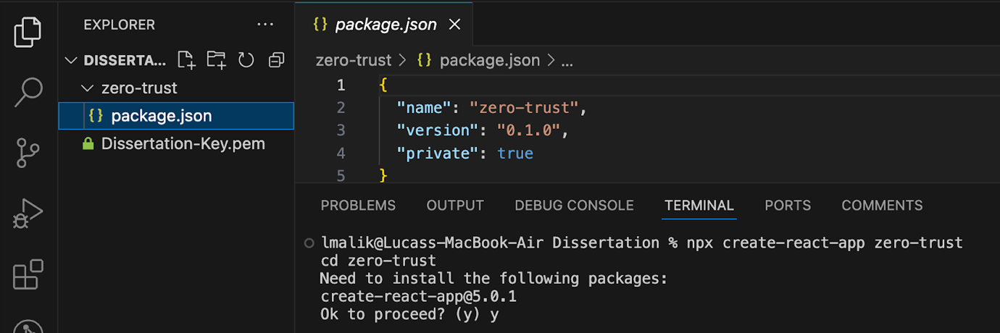 EXPLORER
DISSERTA...
zero-trust
{} package.json
Dissertation-Key.pem
{} package.json
zero-trust > {} package.json > ...
1 {
2 "name": "zero-trust",
3 "version": "0.1.0",
4 "private": true
5 }
PROBLEMS OUTPUT DEBUG CONSOLE TERMINAL PORTS COMMENTS
lmalik@Lucass-MacBook-Air Dissertation % npx create-react-app zero-trust
cd zero-trust
Need to install the following packages:
create-react-app@5.0.1
Ok to proceed? (y) y